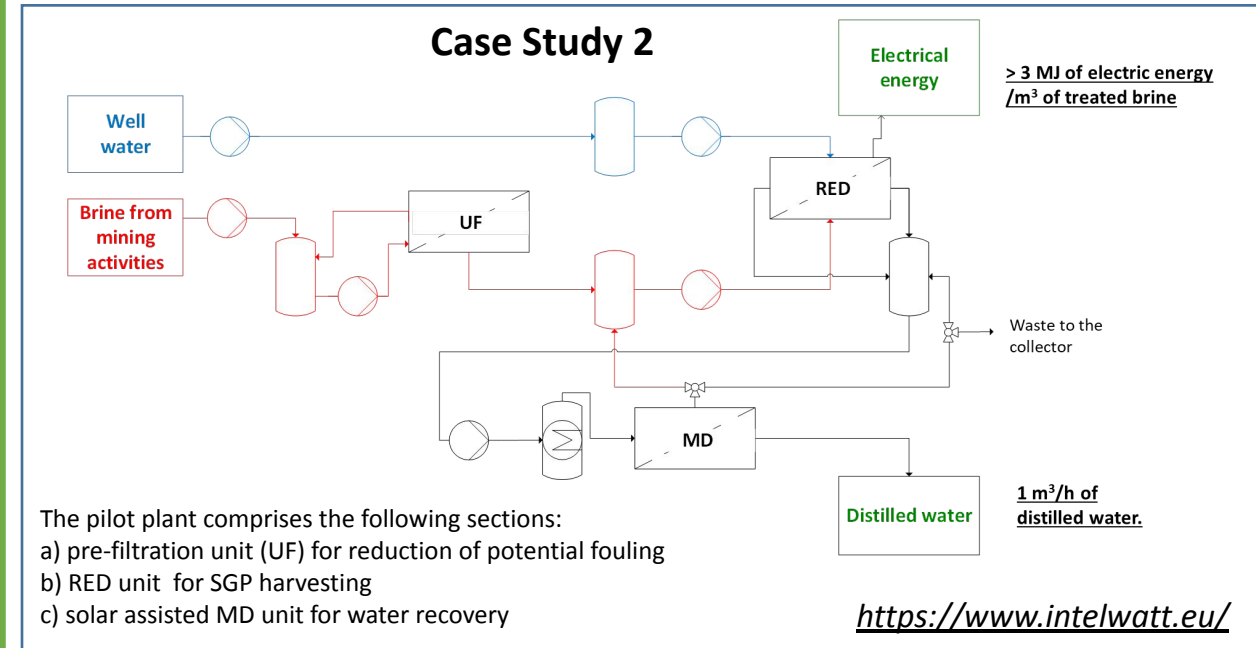 Case Study 2
Electrical
energy
> 3 MJ of electric energy
/m³ of treated brine
Well
water
RED
Brine from
mining
activities
UF
Waste to the
collector
MD
Distilled water
1 m³/h of
distilled water.
The pilot plant comprises the following sections:
a) pre-filtration unit (UF) for reduction of potential fouling
b) RED unit for SGP harvesting
c) solar assisted MD unit for water recovery
https://www.intelwatt.eu/